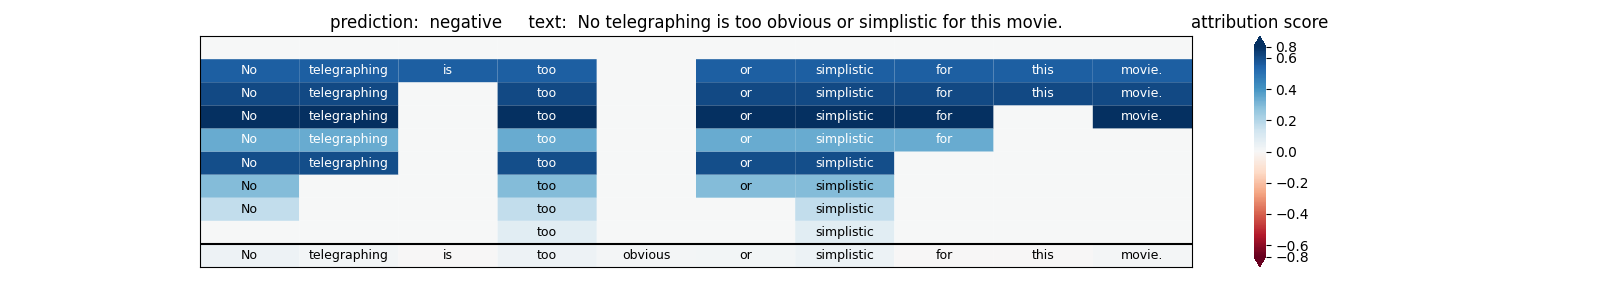 prediction:  negative     text:  No telegraphing is too obvious or simplistic for this movie.
attribution score
No telegraphing is too or simplistic for this movie.
No telegraphing too or simplistic for this movie.
No telegraphing too or simplistic for movie.
No telegraphing too or simplistic for
No telegraphing too or simplistic
No too or simplistic
No too simplistic
too simplistic
No telegraphing is too obvious or simplistic for this movie.
0.8
0.6
0.4
0.2
0.0
−0.2
−0.4
−0.6
−0.8